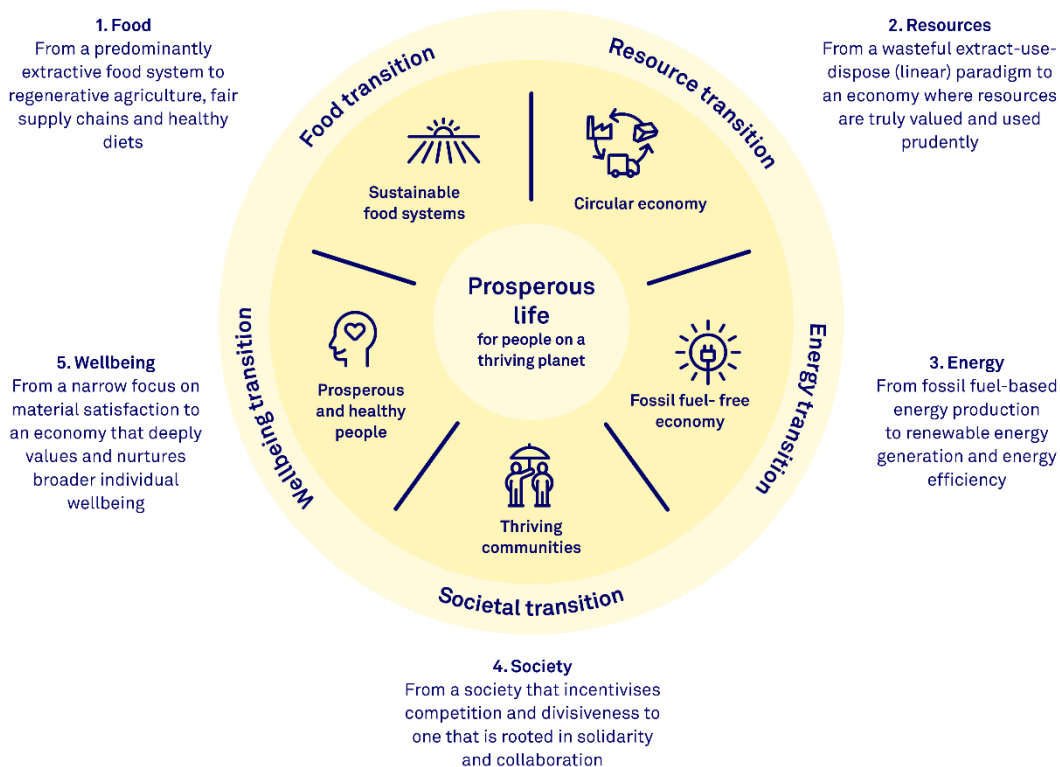 1. Food
From a predominantly
extractive food system to
regenerative agriculture, fair
supply chains and healthy
diets
2. Resources
From a wasteful extract-use-
dispose (linear) paradigm to
an economy where resources
are truly valued and used
prudently
Food transition
Resource transition
Sustainable
food systems
Circular economy
Prosperous
life
for people on a
thriving planet
Wellbeing transition
Energy transition
Prosperous
and healthy
people
Fossil fuel- free
economy
Thriving
communities
Societal transition
5. Wellbeing
From a narrow focus on
material satisfaction to
an economy that deeply
values and nurtures
broader individual
wellbeing
3. Energy
From fossil fuel-based
energy production
to renewable energy
generation and energy
efficiency
4. Society
From a society that incentivises
competition and divisiveness to
one that is rooted in solidarity
and collaboration